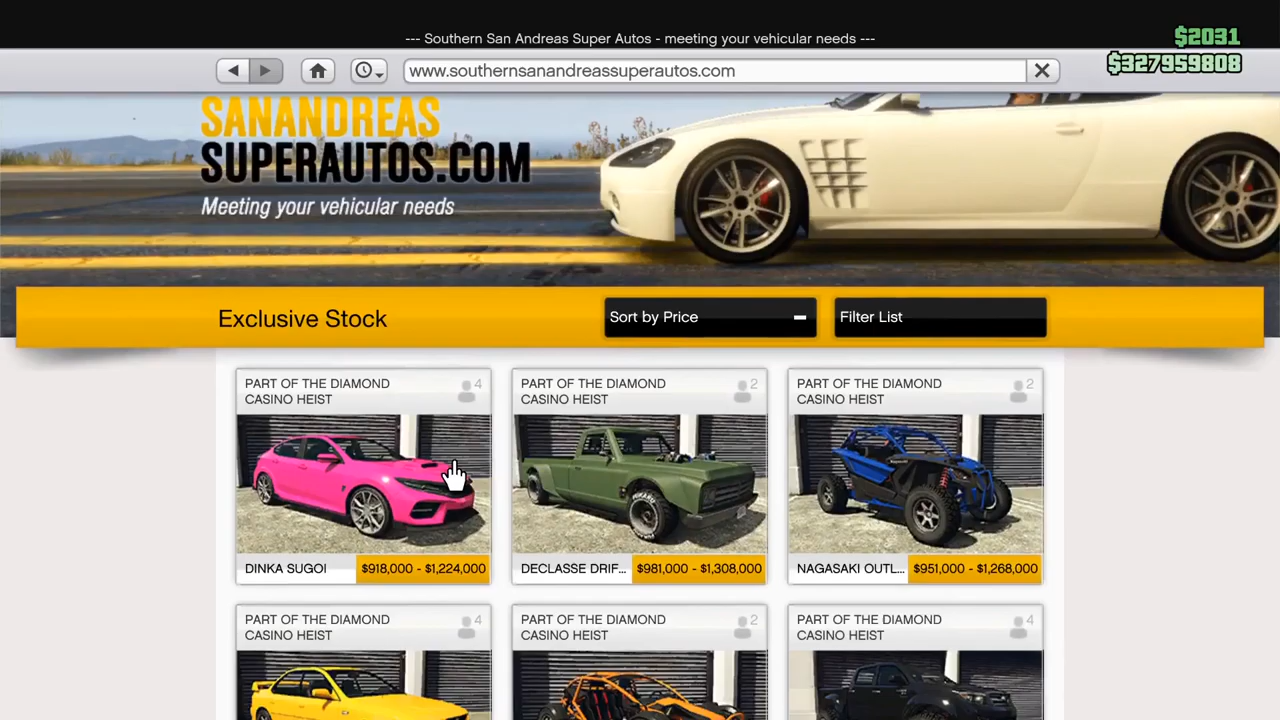 --- Southern San Andreas Super Autos - meeting your vehicular needs ---
$2031
www.southernsanandreassuperautos.com
$327959808
SANANDREAS
SUPERAUTOS.COM
Meeting your vehicular needs
Exclusive Stock
Sort by Price
Filter List
PART OF THE DIAMOND
CASINO HEIST
4
PART OF THE DIAMOND
CASINO HEIST
2
PART OF THE DIAMOND
CASINO HEIST
2
DINKA SUGOI
$918,000 - $1,224,000
DECLASSE DRIF...
$981,000 - $1,308,000
NAGASAKI OUTL...
$951,000 - $1,268,000
PART OF THE DIAMOND
CASINO HEIST
4
PART OF THE DIAMOND
CASINO HEIST
2
PART OF THE DIAMOND
CASINO HEIST
4